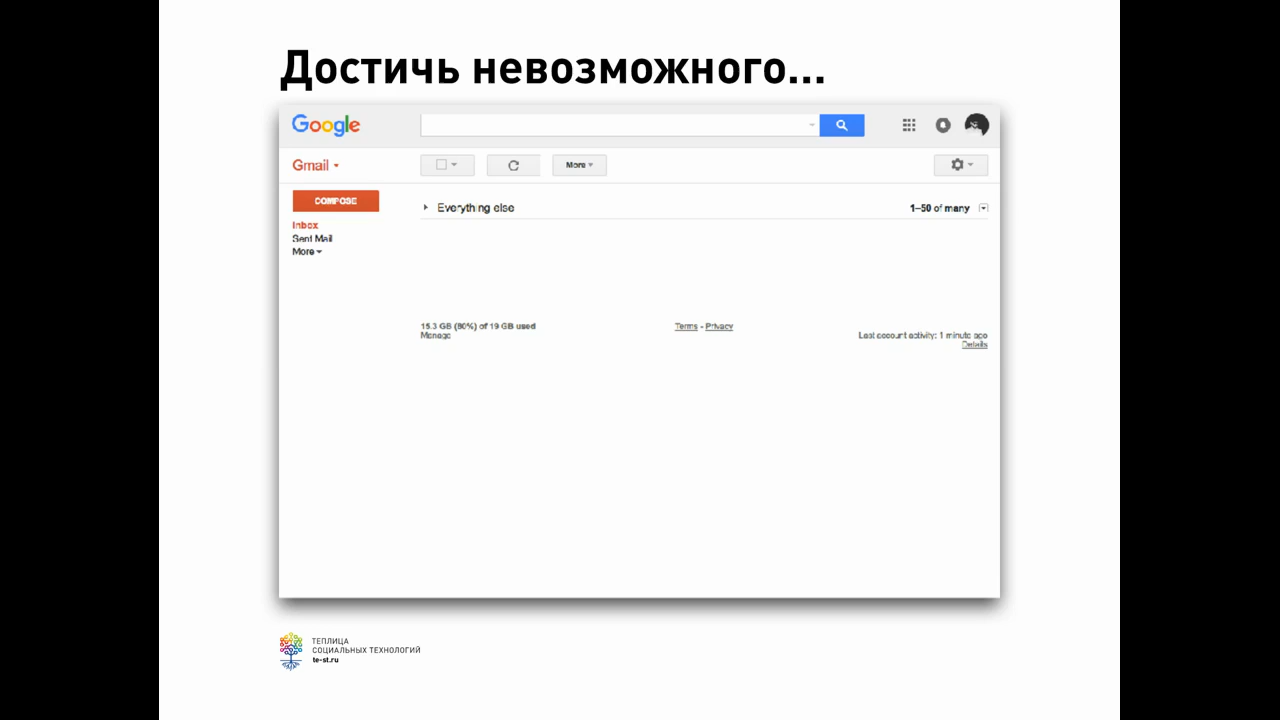 Достичь невозможного...
Google
Gmail
More
COMPOSE
Everything else
1–50 of many
Inbox
Sent Mail
More
15.3 GB (80%) of 19 GB used
Manage
Terms - Privacy
Last account activity: 1 minute ago
Details
ТЕПЛИЦА
СОЦИАЛЬНЫХ ТЕХНОЛОГИЙ
te-st.ru